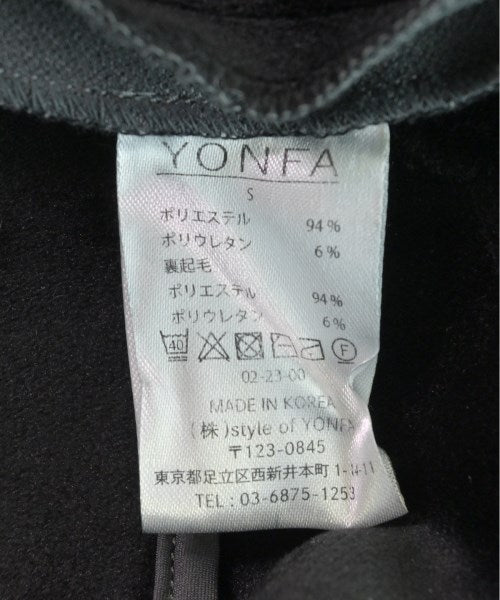 YONFA
S
ポリエステル 94%
ポリウレタン 6%
裏起毛
ポリエステル 94%
ポリウレタン 6%
40 F
02-23-00
MADE IN KOREA
(株)style of YONFA
〒123-0845
東京都足立区西新井本町
TEL : 03-6875-1253